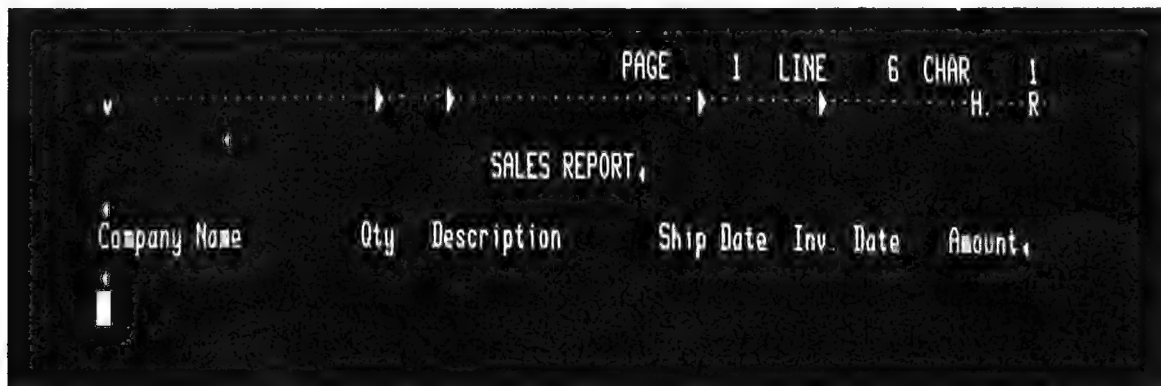 PAGE 1 LINE 6 CHAR 1
H. R
SALES REPORT
Company Name Qty Description Ship Date Inv. Date Amount